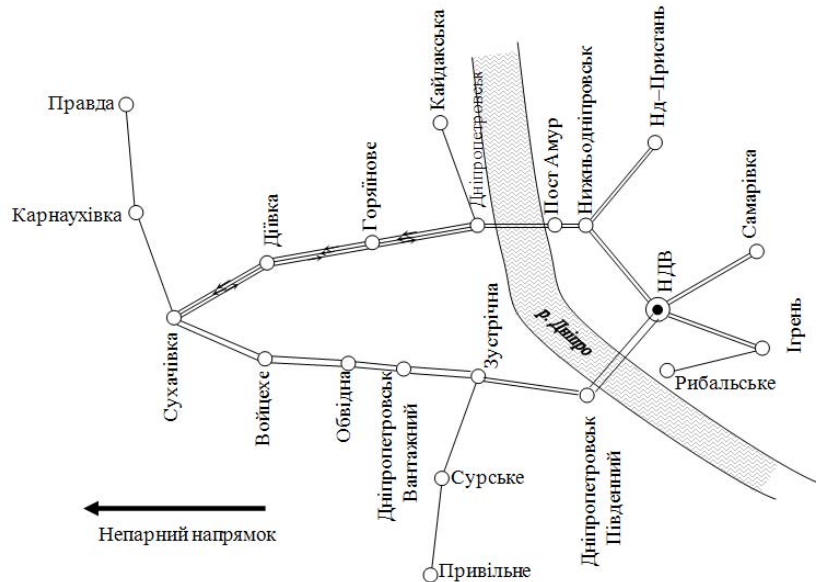 Правда
Карнаухівка
Сухачівка
Діївка
Горяїнове
Кайдакська
Дніпропетровськ
Пост Амур
Нижньодніпровськ
Нд–Пристань
Самарівка
НДВ
Ігрень
Рибальське
р. Дніпро
Войцехе
Обвідна
Дніпропетровськ
Вантажний
Зустрічна
Сурське
Привільне
Дніпропетровськ
Південний
Непарний напрямок